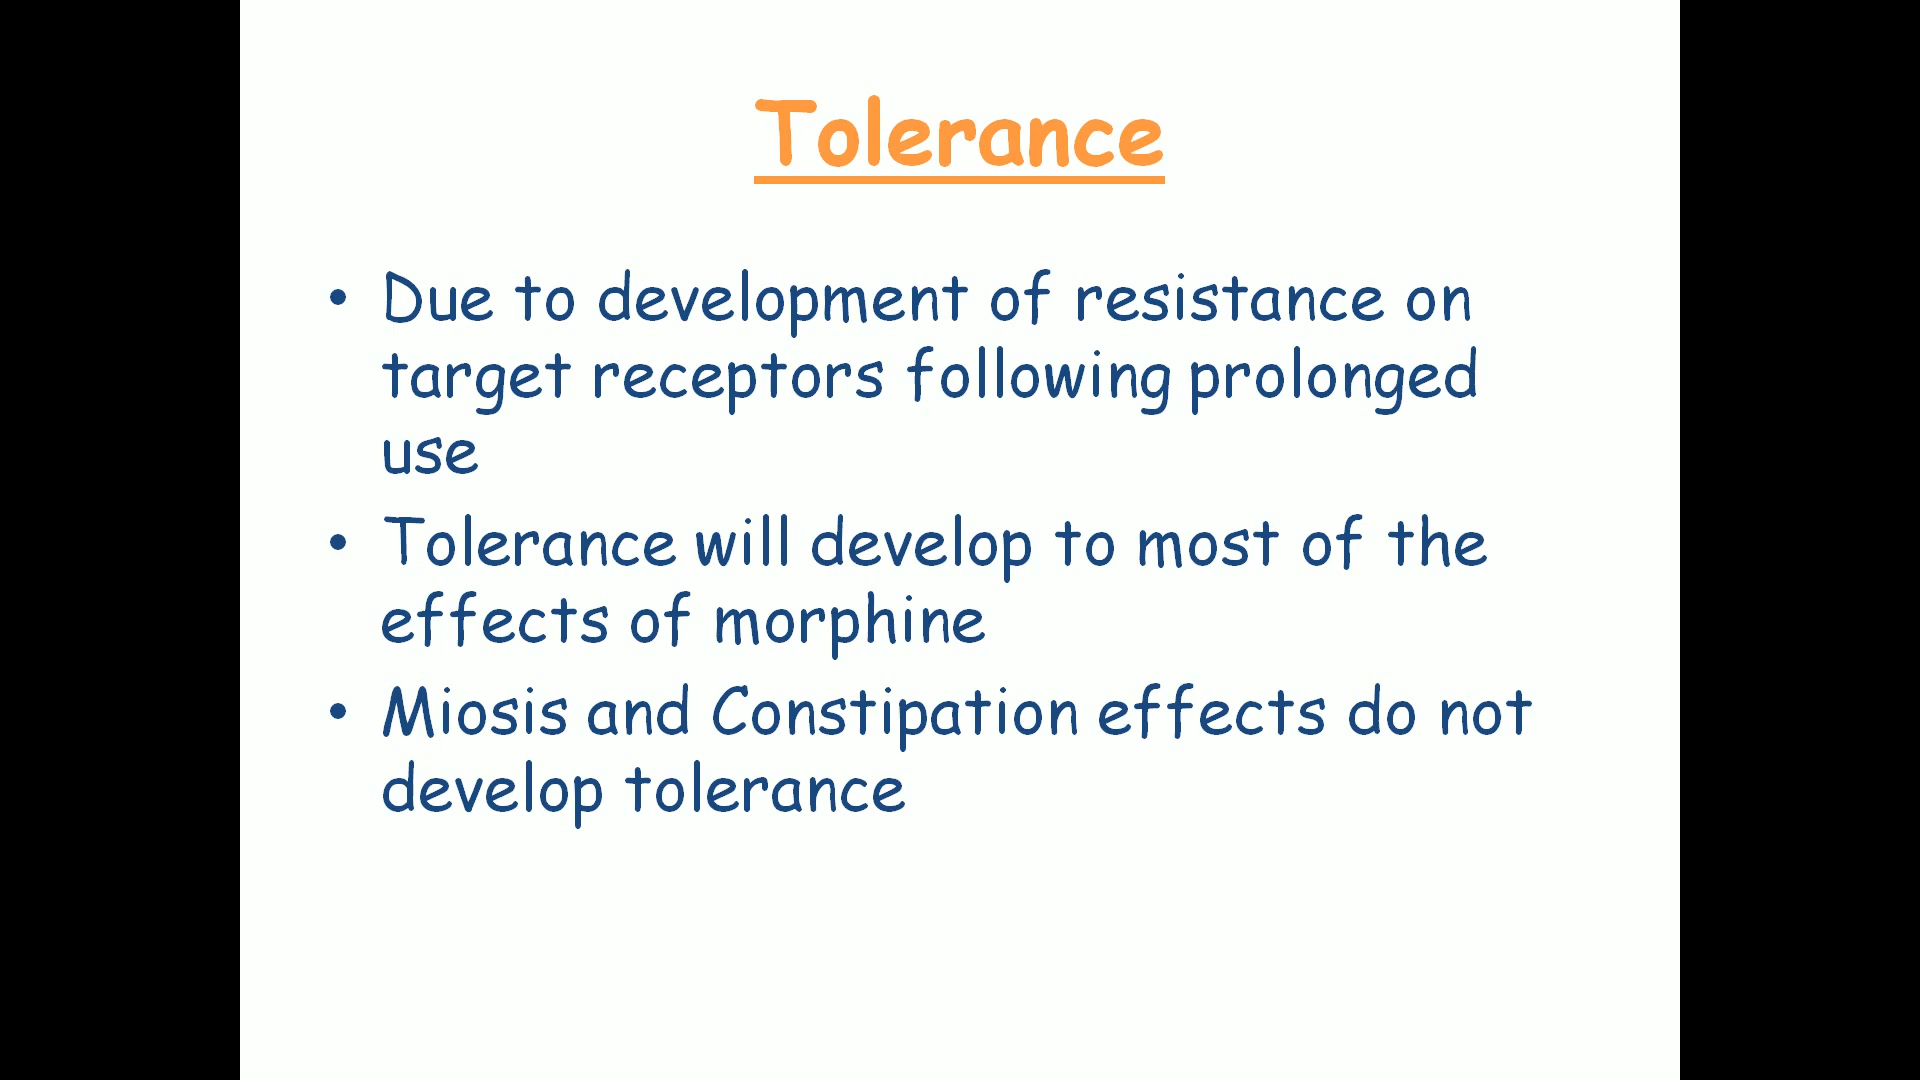 Tolerance
• Due to development of resistance on
target receptors following prolonged
use
• Tolerance will develop to most of the
effects of morphine
• Miosis and Constipation effects do not
develop tolerance